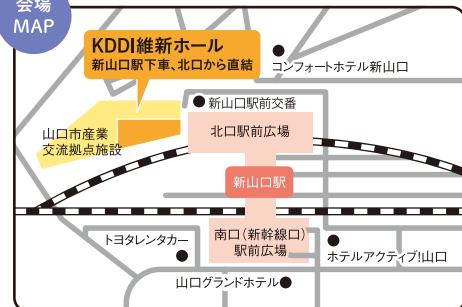 会場
MAP
KDDI維新ホール
新山口駅下車、北口から直結
コンフォートホテル新山口
新山口駅前交番
山口市産業
交流拠点施設
北口駅前広場
新山口駅
南口（新幹線口）
駅前広場
トヨタレンタカー
ホテルアクティブ!山口
山口グランドホテル